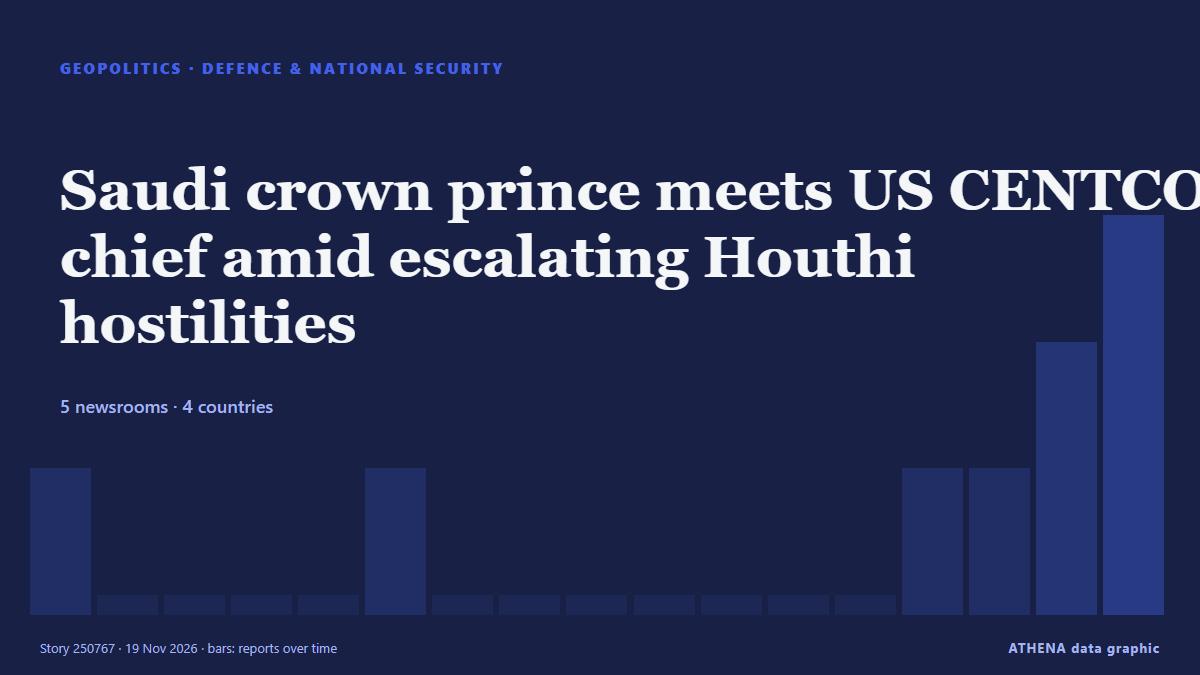 GEOPOLITICS · DEFENCE & NATIONAL SECURITY
Saudi crown prince meets US CENTCO
chief amid escalating Houthi
hostilities
5 newsrooms · 4 countries
Story 250767 · 19 Nov 2026 · bars: reports over time
ATHENA data graphic